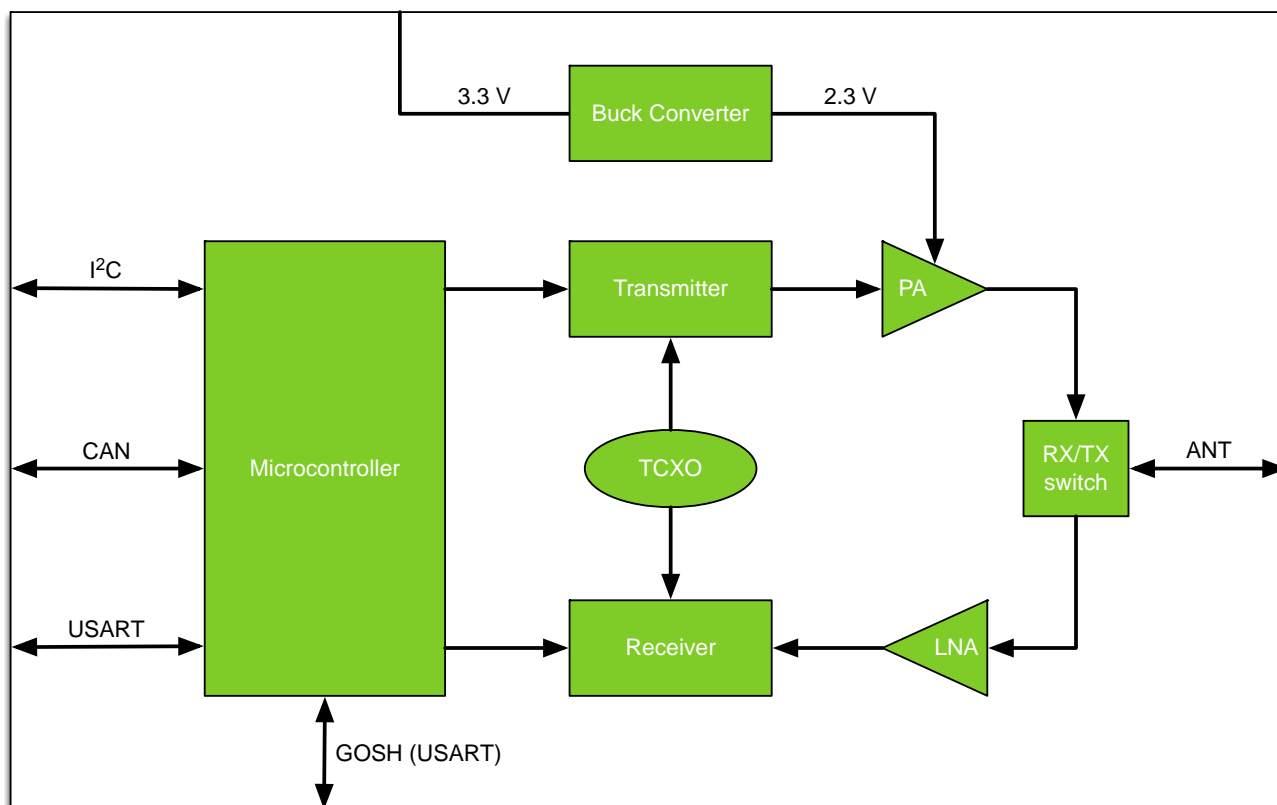 3.3 V
Buck Converter
2.3 V
I²C
Transmitter
PA
CAN
Microcontroller
TCXO
RX/TX
switch
ANT
USART
Receiver
LNA
GOSH (USART)